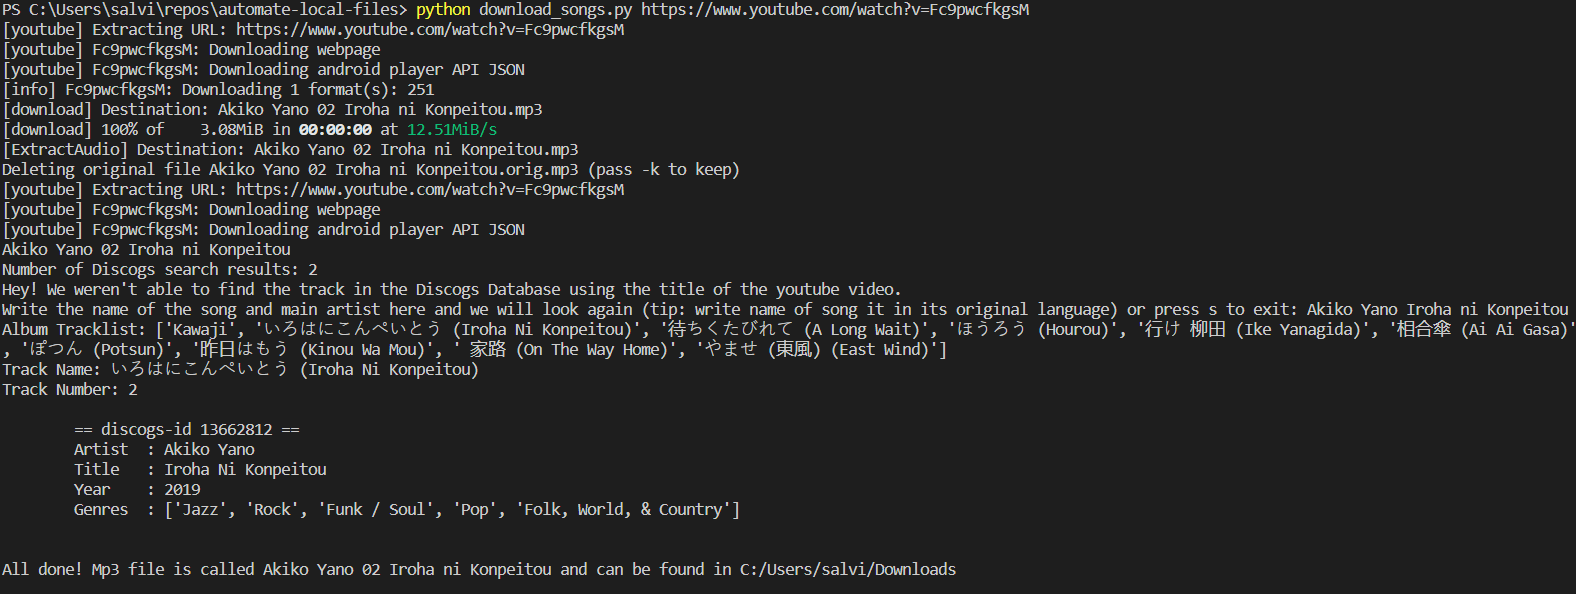 PS C:\Users\salvi\repos\automate-local-files> python download_songs.py https://www.youtube.com/watch?v=Fc9pwcfkgsM
[youtube] Extracting URL: https://www.youtube.com/watch?v=Fc9pwcfkgsM
[youtube] Fc9pwcfkgsM: Downloading webpage
[youtube] Fc9pwcfkgsM: Downloading android player API JSON
[info] Fc9pwcfkgsM: Downloading 1 format(s): 251
[download] Destination: Akiko Yano 02 Iroha ni Konpeitou.mp3
[download] 100% of    3.08MiB in 00:00:00 at 12.51MiB/s
[ExtractAudio] Destination: Akiko Yano 02 Iroha ni Konpeitou.mp3
Deleting original file Akiko Yano 02 Iroha ni Konpeitou.orig.mp3 (pass -k to keep)
[youtube] Extracting URL: https://www.youtube.com/watch?v=Fc9pwcfkgsM
[youtube] Fc9pwcfkgsM: Downloading webpage
[youtube] Fc9pwcfkgsM: Downloading android player API JSON
Akiko Yano 02 Iroha ni Konpeitou
Number of Discogs search results: 2
Hey! We weren't able to find the track in the Discogs Database using the title of the youtube video.
Write the name of the song and main artist here and we will look again (tip: write name of song it in its original language) or press s to exit: Akiko Yano Iroha ni Konpeitou
Album Tracklist: ['Kawaji', 'いろはにこんぺいとう (Iroha Ni Konpeitou)', '待ちくたびれて (A Long Wait)', 'ほうろう (Hourou)', '行け 柳田 (Ike Yanagida)', '相合傘 (Ai Ai Gasa)'
, 'ぽつん (Potsun)', '昨日はもう (Kinou Wa Mou)', ' 家路 (On The Way Home)', 'やませ (東風) (East Wind)']
Track Name: いろはにこんぺいとう (Iroha Ni Konpeitou)
Track Number: 2
== discogs-id 13662812 ==
Artist  : Akiko Yano
Title   : Iroha Ni Konpeitou
Year    : 2019
Genres  : ['Jazz', 'Rock', 'Funk / Soul', 'Pop', 'Folk, World, & Country']
All done! Mp3 file is called Akiko Yano 02 Iroha ni Konpeitou and can be found in C:/Users/salvi/Downloads